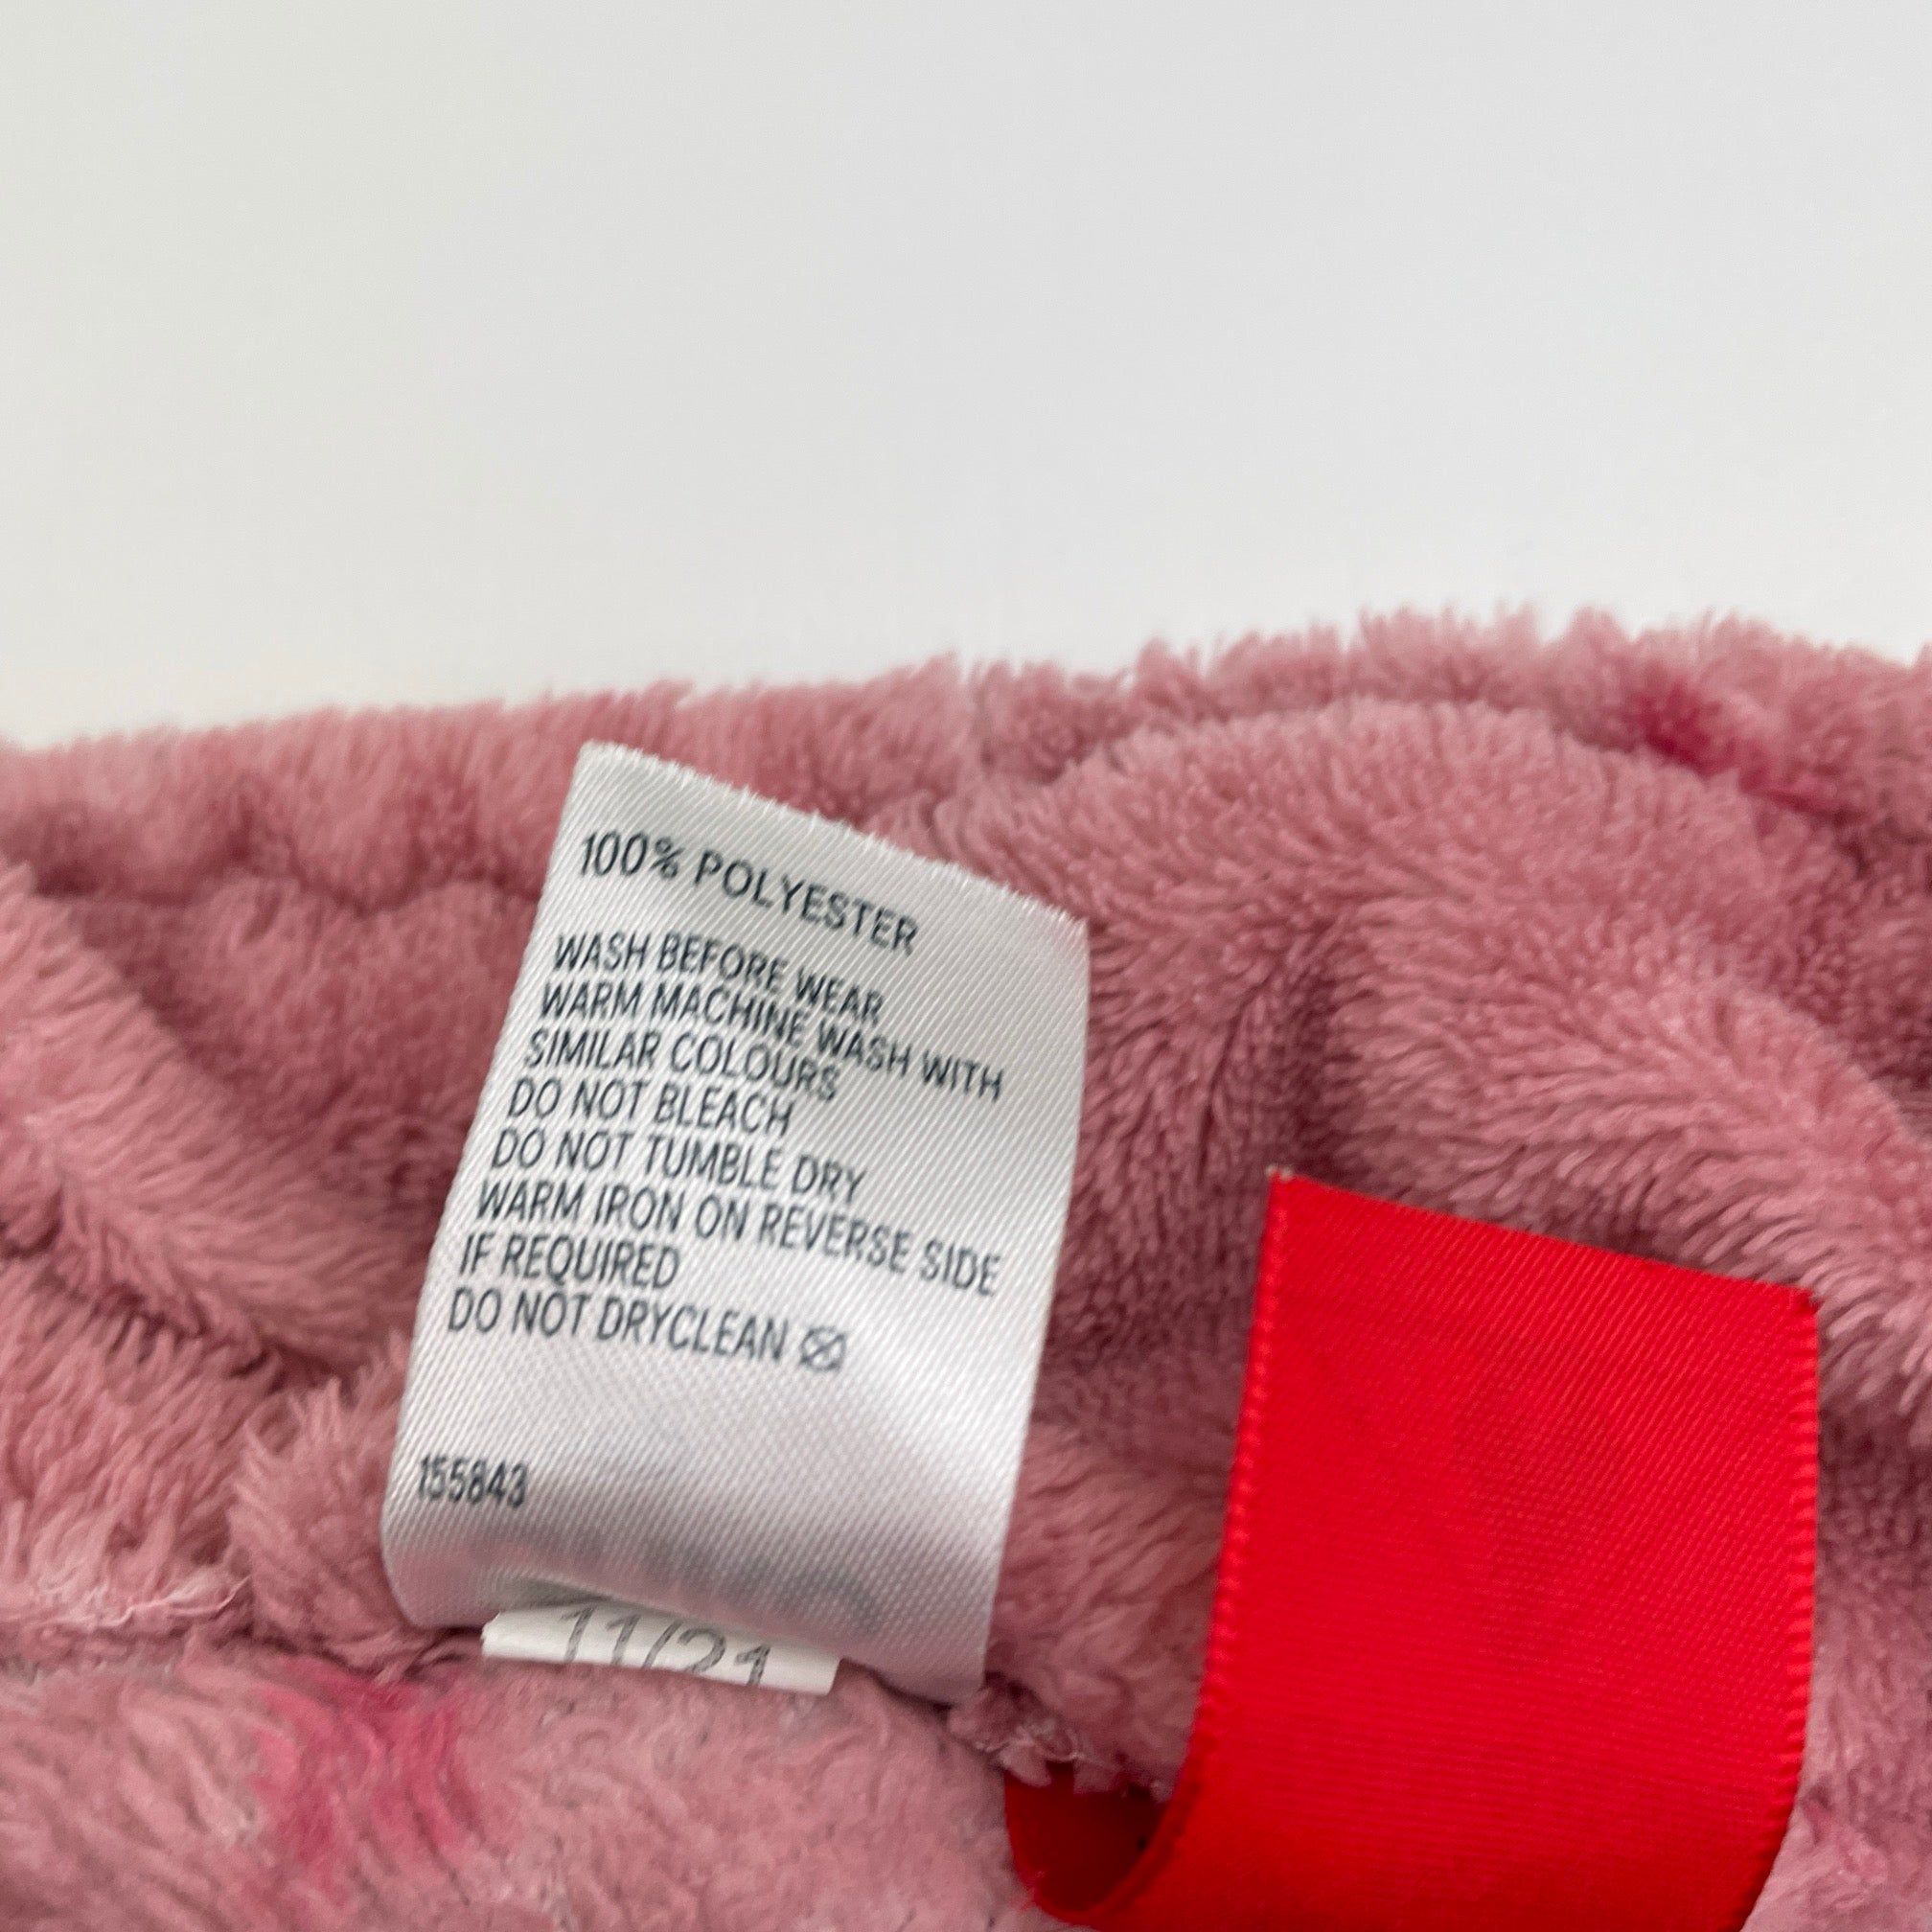 100% POLYESTER
WASH BEFORE WEAR
WARM MACHINE WASH WITH
SIMILAR COLOURS
DO NOT BLEACH
DO NOT TUMBLE DRY
WARM IRON ON REVERSE SIDE
IF REQUIRED
DO NOT DRYCLEAN
155843
11/21